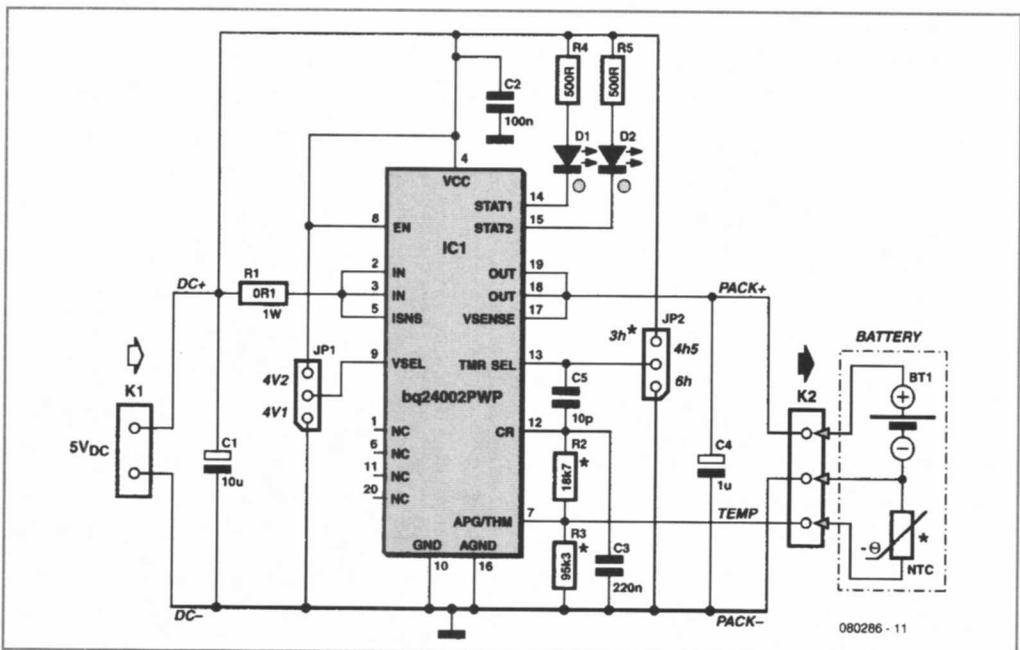 R4
R5
500R
500R
C2
100n
D1
D2
4
VCC
STAT1
14
STAT2
15
8
EN
IC1
2
IN
OUT
19
DC+
R1
0R1
1W
3
IN
OUT
18
PACK+
5
ISNS
VSENSE
17
JP2
3h*
4h5
6h
BATTERY
JP1
4V2
4V1
9
VSEL
TMR SEL
13
K1
5VDC
bq24002PWP
C5
10p
K2
BT1
+
−
1
NC
CR
12
6
NC
R2
18k7
*
C4
1u
C1
10u
11
NC
20
NC
APG/THM
7
TEMP
GND
AGND
10
16
R3
95k3
*
C3
220n
-Θ
*
NTC
DC–
PACK–
080286 - 11